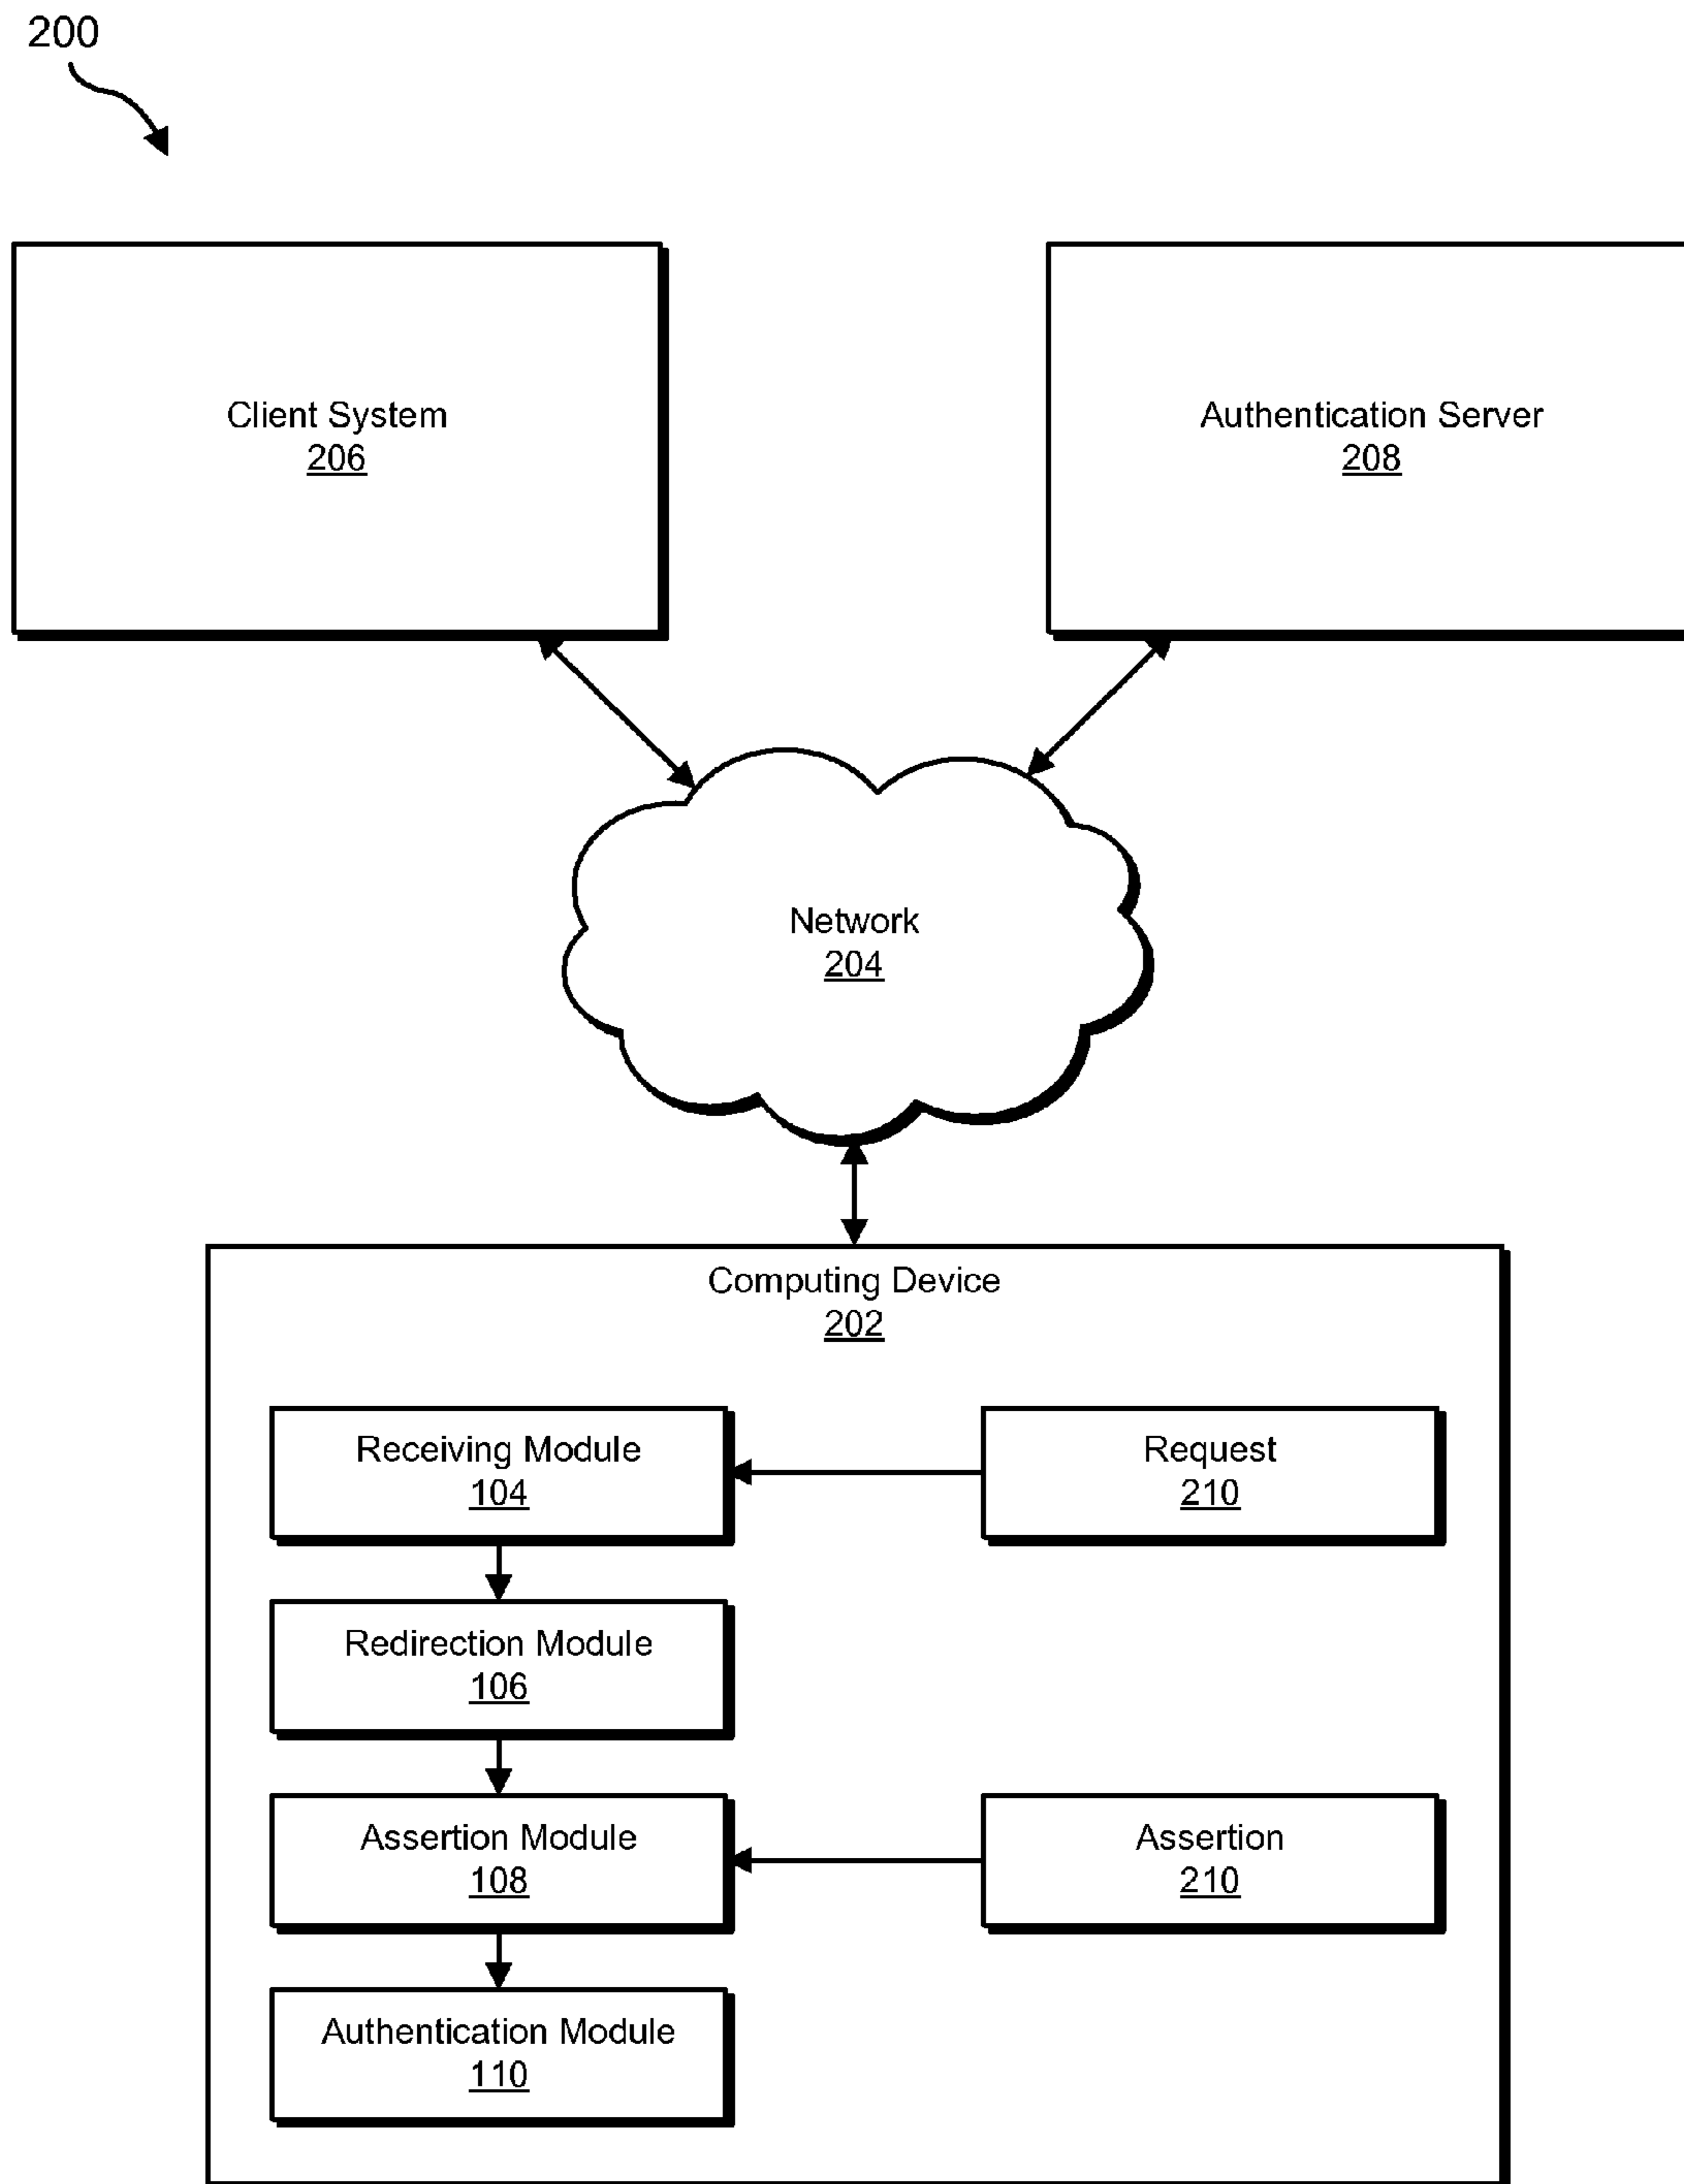 200
Client System
206
Authentication Server
208
Network
204
Computing Device
202
Receiving Module
104
Request
210
Redirection Module
106
Assertion Module
108
Assertion
210
Authentication Module
110